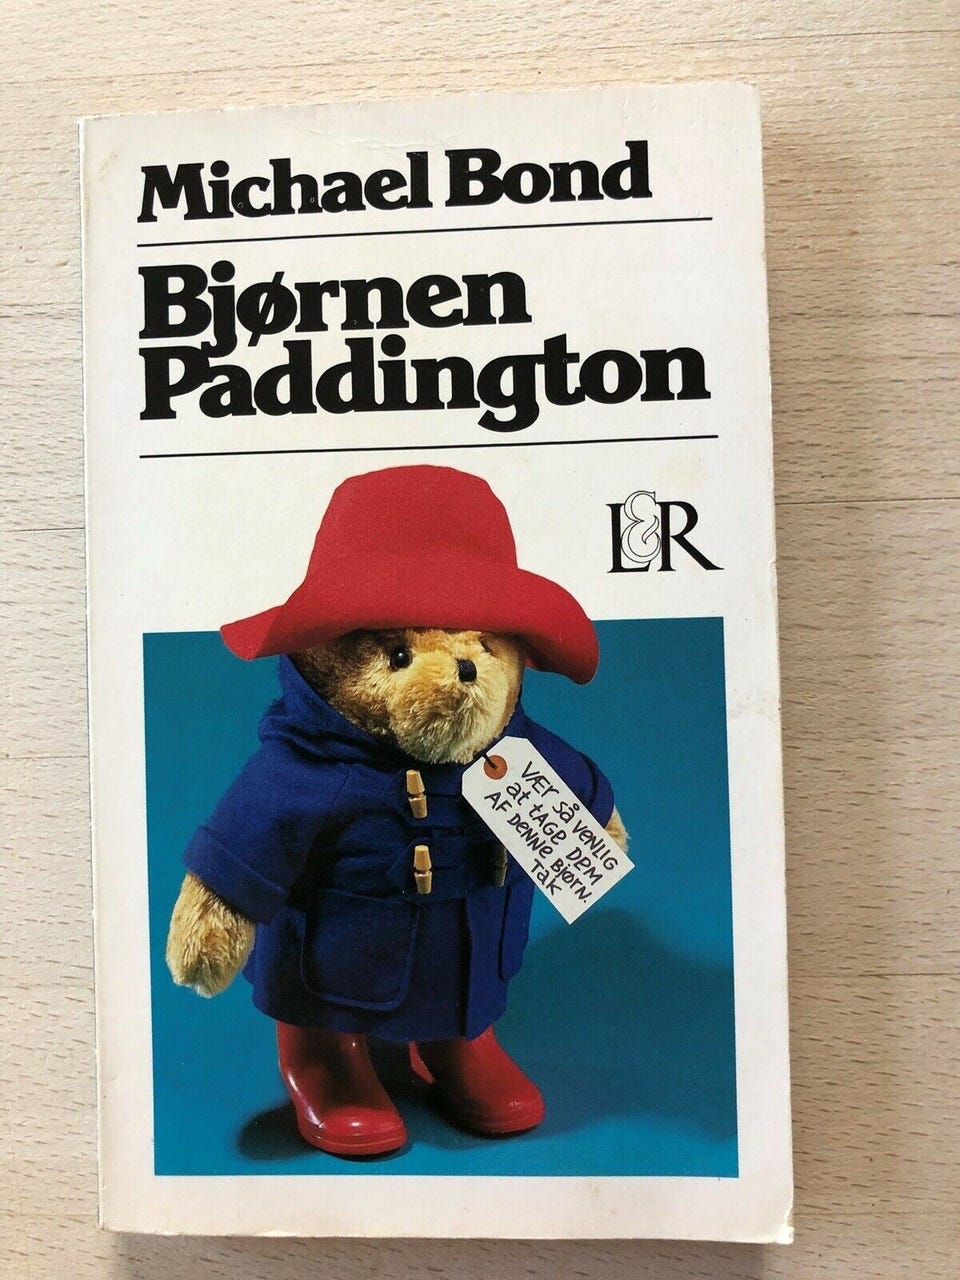 Michael Bond
Bjørnen
Paddington
L&R
VÆr så venlig
at tage Dem
AF Denne Bjørn.
Tak